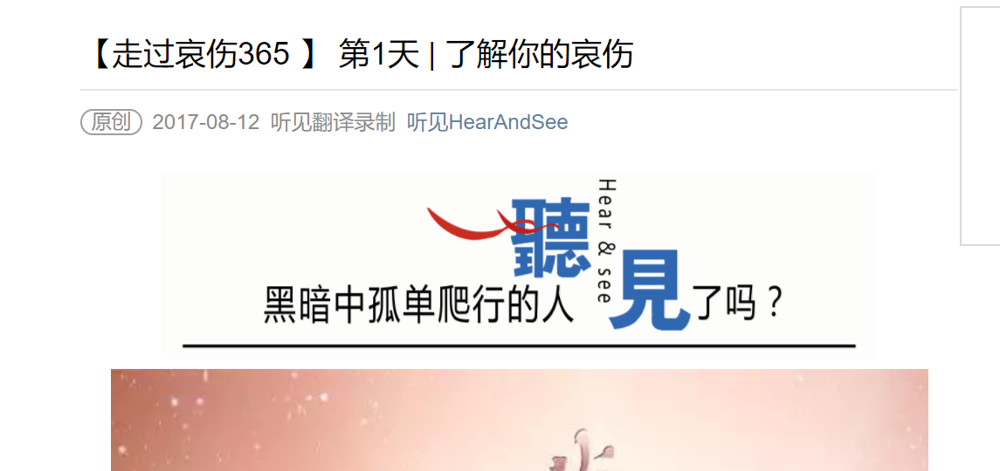 【走过哀伤365 】 第1天 | 了解你的哀伤
原创 2017-08-12 听见翻译录制 听见HearAndSee
Hear & see
黑暗中孤单爬行的人聽見了吗？